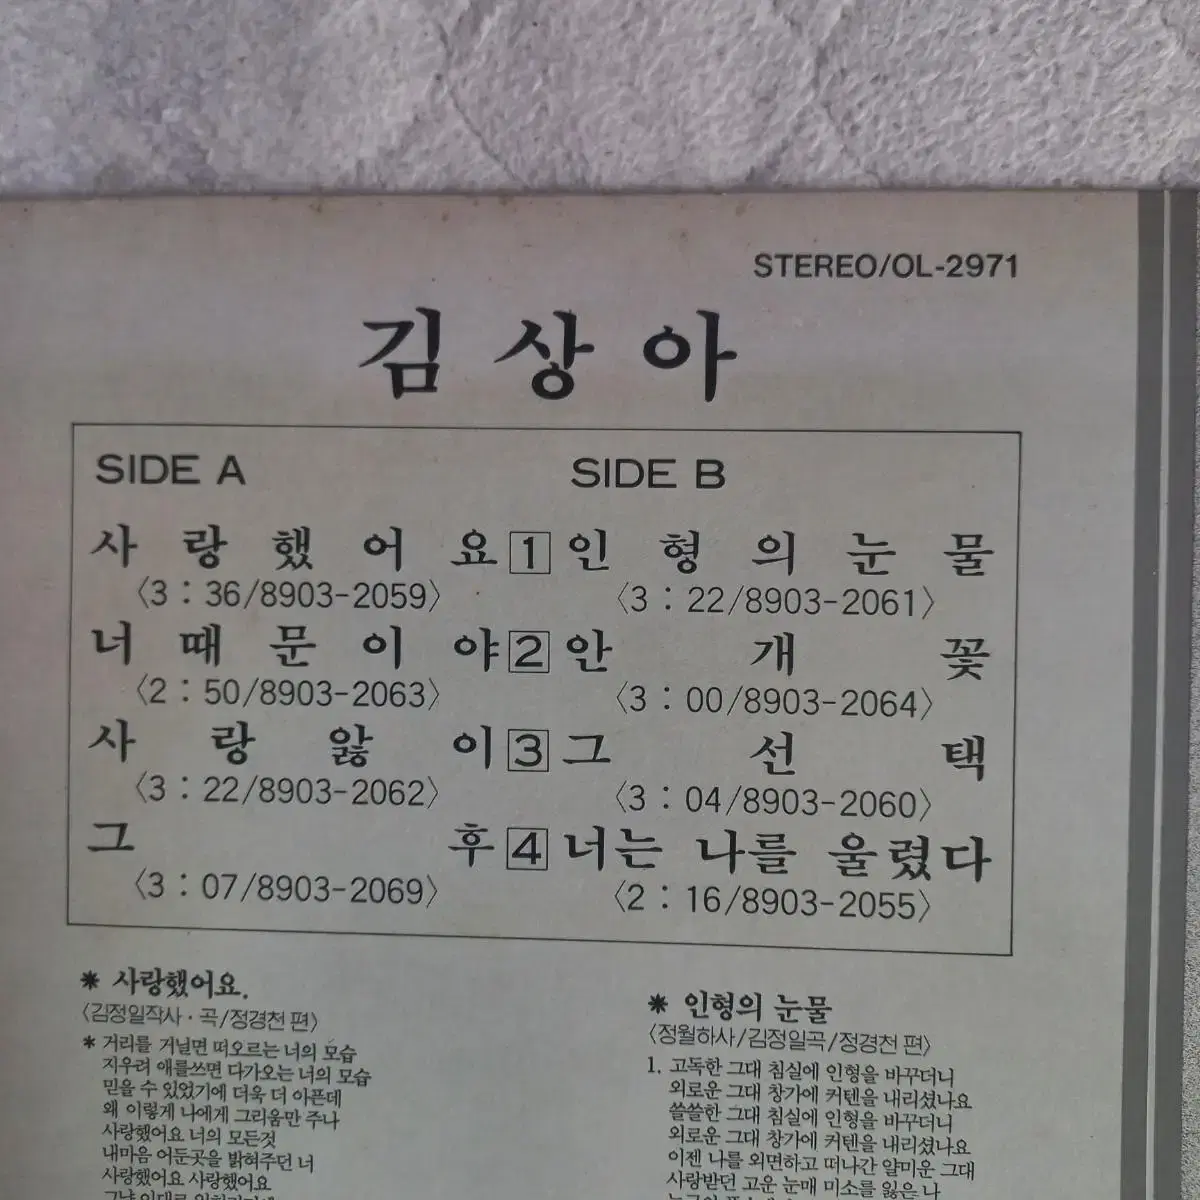 STEREO/OL-2971
김 상 아
SIDE A
SIDE B
사 랑 했 어 요 1 인 형 의 눈 물
〈3 : 36/8903-2059〉 〈3 : 22/8903-2061〉
너 때 문 이 야 2 안 개 꽃
〈2 : 50/8903-2063〉 〈3 : 00/8903-2064〉
사 랑 앓 이 3 그 선 택
〈3 : 22/8903-2062〉 〈3 : 04/8903-2060〉
그 후 4 너는 나를 울렸다
〈3 : 07/8903-2069〉 〈2 : 16/8903-2055〉
* 사랑했어요.
〈김정일작사·곡/정경천 편〉
* 거리를 거닐면 떠오르는 너의 모습
지우려 애를쓰면 다가오는 너의 모습
믿을 수 있었기에 더욱 더 아픈데
왜 이렇게 나에게 그리움만 주나
사랑했어요 너의 모든것
내마음 어둔곳을 밝혀주던 너
사랑했어요 사랑했어요
* 인형의 눈물
〈정월하사/김정일곡/정경천 편〉
1. 고독한 그대 침실에 인형을 바꾸더니
외로운 그대 창가에 커텐을 내리셨나요
쓸쓸한 그대 침실에 인형을 바꾸더니
외로운 그대 창가에 커텐을 내리셨나요
이젠 나를 외면하고 떠나간 얄미운 그대
사랑받던 고운 눈매 미소를 잃은 나